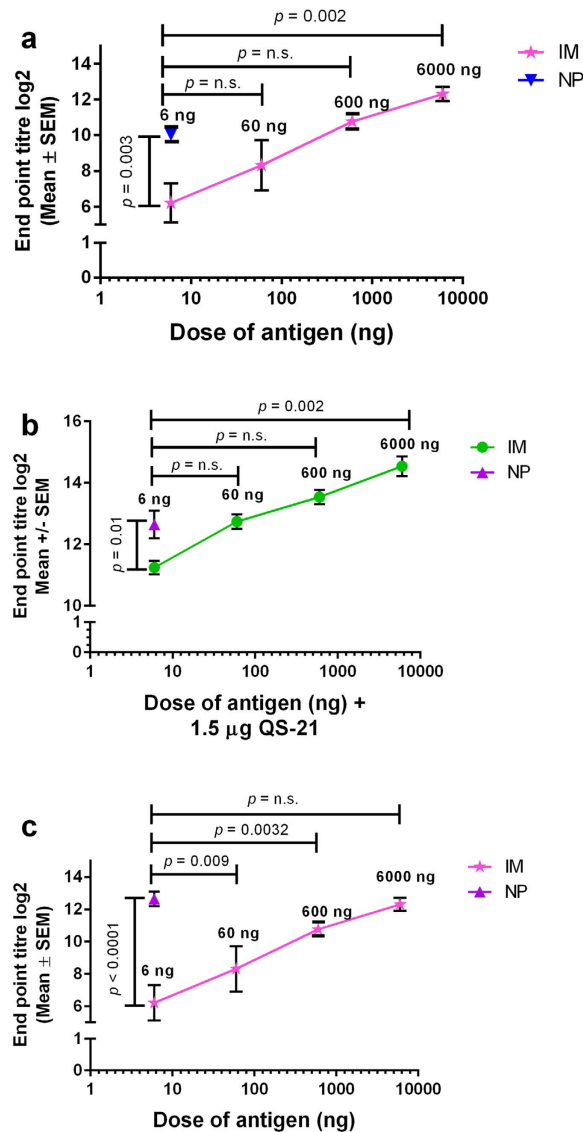 a
p = 0.002
p = n.s.
p = n.s.
IM
NP
6 ng
60 ng
600 ng
6000 ng
p = 0.003
End point titre log2
(Mean ± SEM)
14
12
10
8
6
1
0
1
10
100
1000
10000
Dose of antigen (ng)
b
p = 0.002
p = n.s.
p = n.s.
IM
NP
6 ng
60 ng
600 ng
6000 ng
p = 0.01
End point titre log2
Mean +/- SEM
16
14
12
10
1
0
1
10
100
1000
10000
Dose of antigen (ng) +
1.5 µg QS-21
c
p = n.s.
p = 0.0032
p = 0.009
IM
NP
6 ng
60 ng
600 ng
6000 ng
p < 0.0001
End point titre log2
(Mean ± SEM)
14
12
10
8
6
1
0
1
10
100
1000
10000
Dose of antigen (ng)